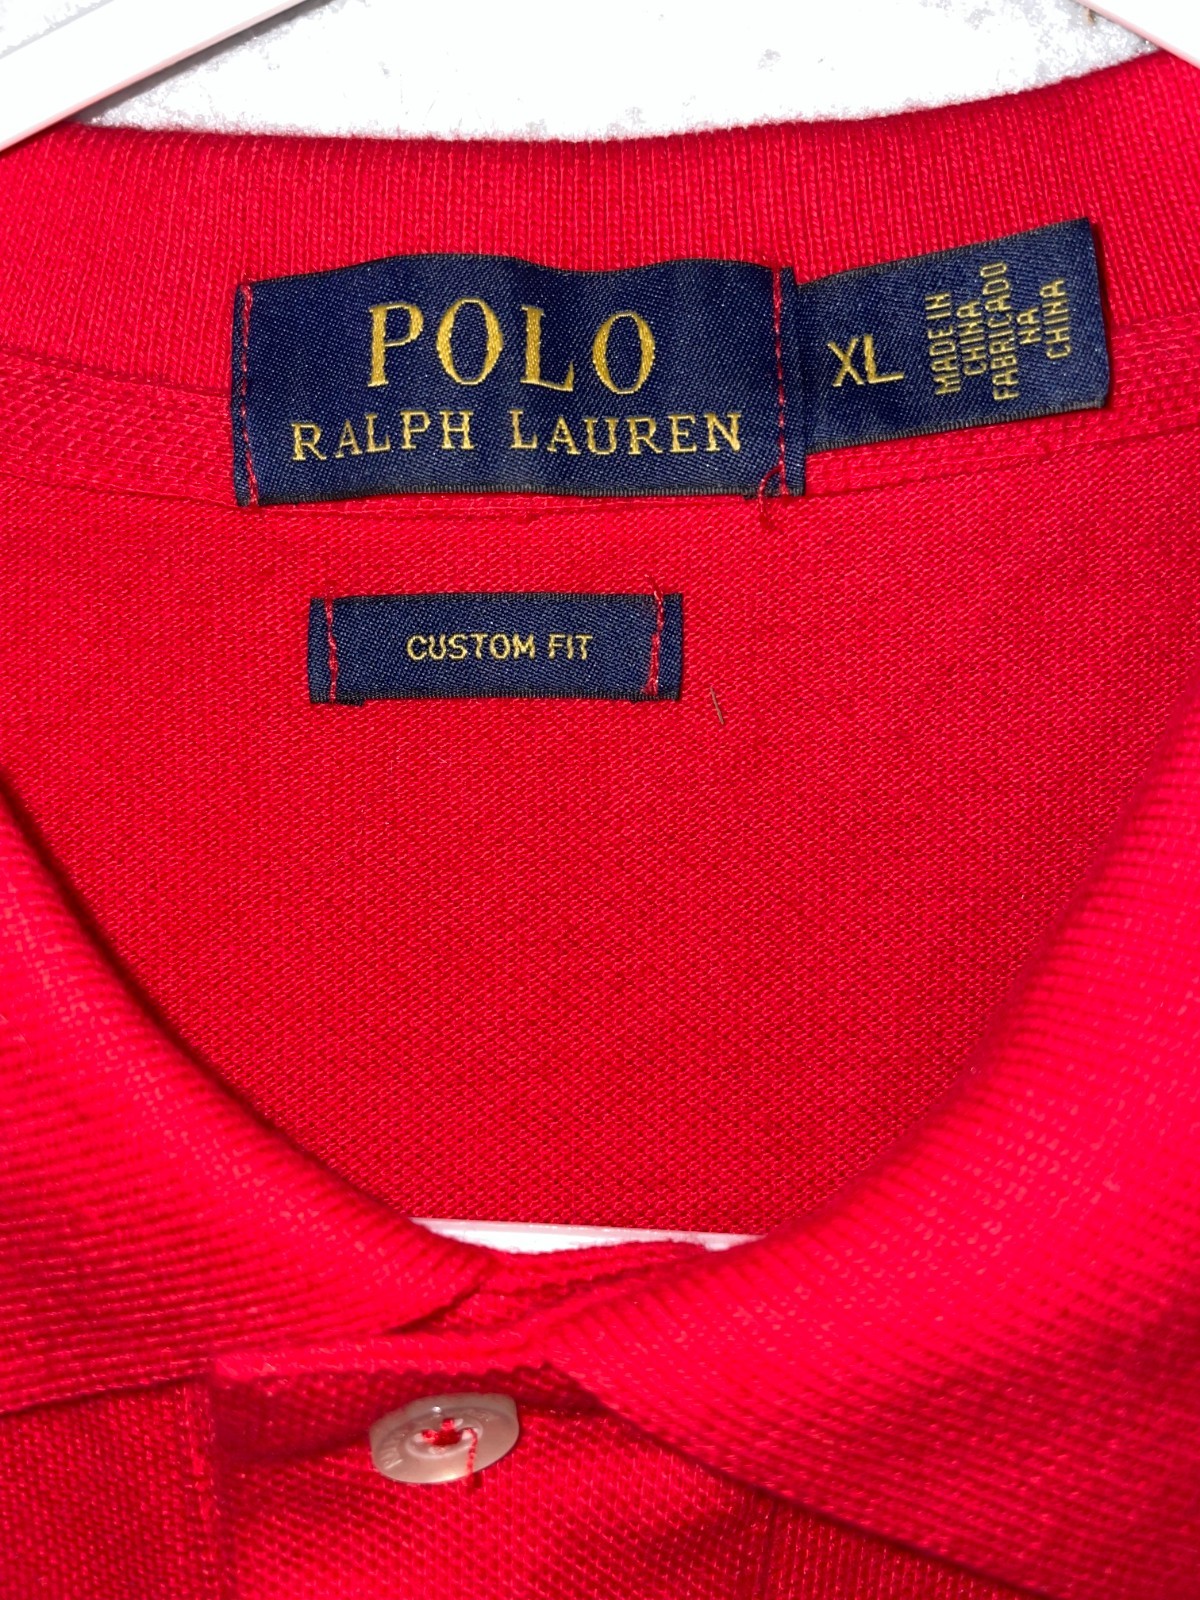 POLO
RALPH LAUREN
XL
MADE IN
CHINA
FABRICADO
NA
CHINA
CUSTOM FIT